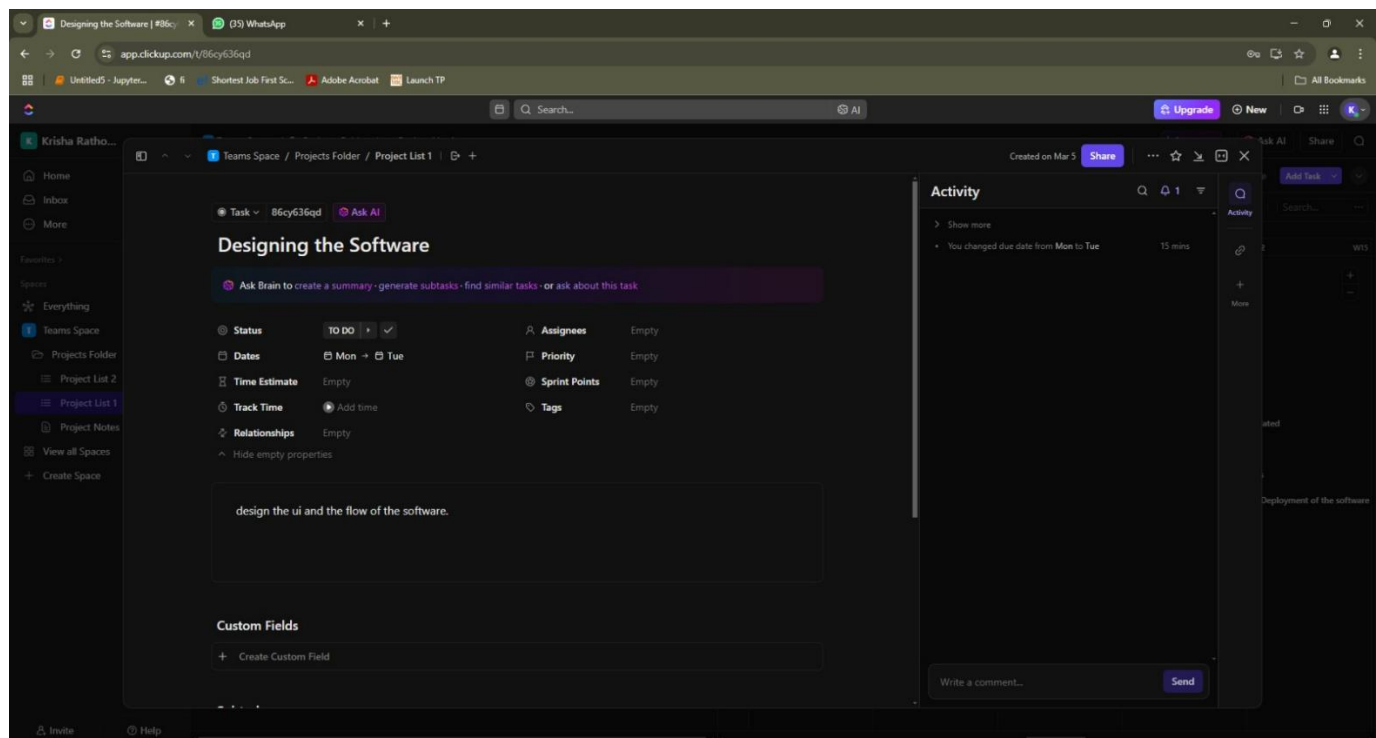 Designing the Software | #86cy
(35) WhatsApp
app.clickup.com/t/86cy636qd
Untitled5 - Jupyter...
fi
Shortest Job First Sc...
Adobe Acrobat
Launch TP
All Bookmarks
Search...
AI
Upgrade
New
K
K Krisha Ratho...
T Teams Space / Projects Folder / Project List 1
Created on Mar 5
Share
Ask AI
Share
Home
Inbox
More
Favorites
Spaces
Everything
T Teams Space
Projects Folder
Project List 2
Project List 1
Project Notes
View all Spaces
Create Space
Invite
Help
Task
86cy636qd
Ask AI
Designing the Software
Ask Brain to create a summary · generate subtasks · find similar tasks · or ask about this task
Status TO DO
Assignees Empty
Dates Mon → Tue
Priority Empty
Time Estimate Empty
Sprint Points Empty
Track Time Add time
Tags Empty
Relationships Empty
Hide empty properties
design the ui and the flow of the software.
Custom Fields
+ Create Custom Field
Activity
1
Show more
You changed due date from Mon to Tue 15 mins
Write a comment...
Send
Activity
More
Add Task
Search...
W15
ated
Deployment of the software